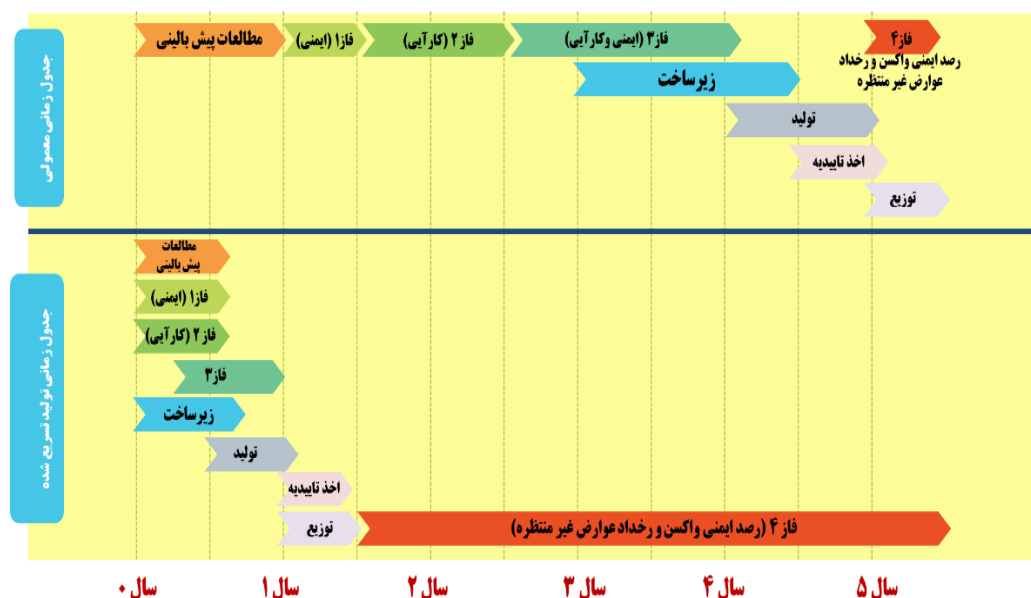 جدول زمانی معمولی
مطالعات پیش بالینی
فاز۱ (ایمنی)
فاز ۲ (کارآیی)
فاز۳ (ایمنی وکارآیی)
فاز۴
رصد ایمنی واکسن و رخداد
عوارض غیر منتظره
زیرساخت
تولید
اخذ تاییدیه
توزیع
جدول زمانی تولید تسریع شده
مطالعات
پیش بالینی
فاز۱ (ایمنی)
فاز ۲ (کارآیی)
فاز۳
زیرساخت
تولید
اخذ تاییدیه
توزیع
فاز ۴ (رصد ایمنی واکسن و رخداد عوارض غیر منتظره)
سال ۰
سال ۱
سال ۲
سال ۳
سال ۴
سال ۵